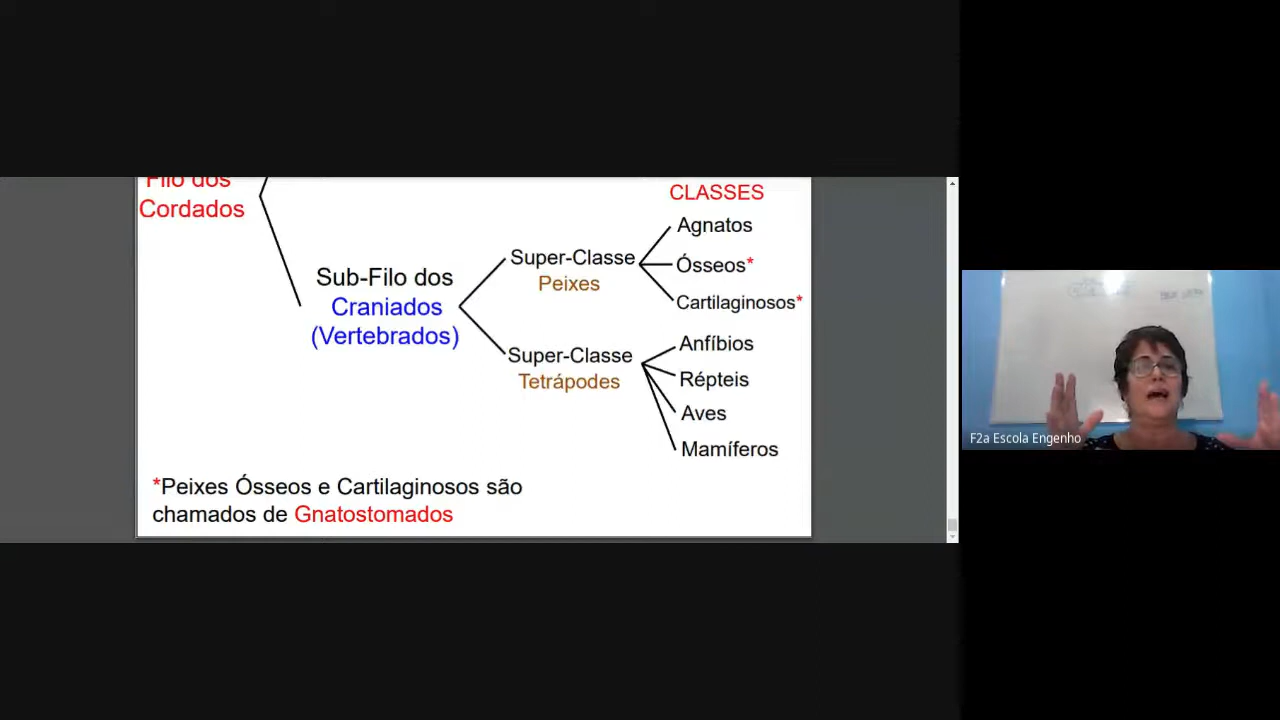 Filo dos
Cordados
Sub-Filo dos
Craniados
(Vertebrados)
Super-Classe
Peixes
Super-Classe
Tetrápodes
CLASSES
Agnatos
Ósseos*
Cartilaginosos*
Anfíbios
Répteis
Aves
Mamíferos
*Peixes Ósseos e Cartilaginosos são
chamados de Gnatostomados
F2a Escola Engenho